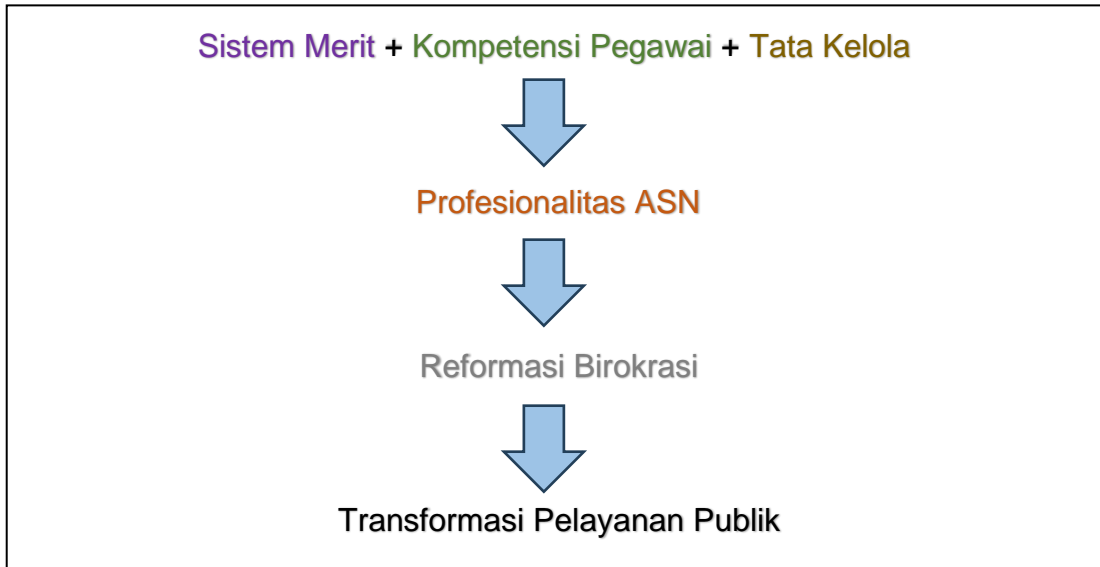 Sistem Merit + Kompetensi Pegawai + Tata Kelola
Profesionalitas ASN
Reformasi Birokrasi
Transformasi Pelayanan Publik